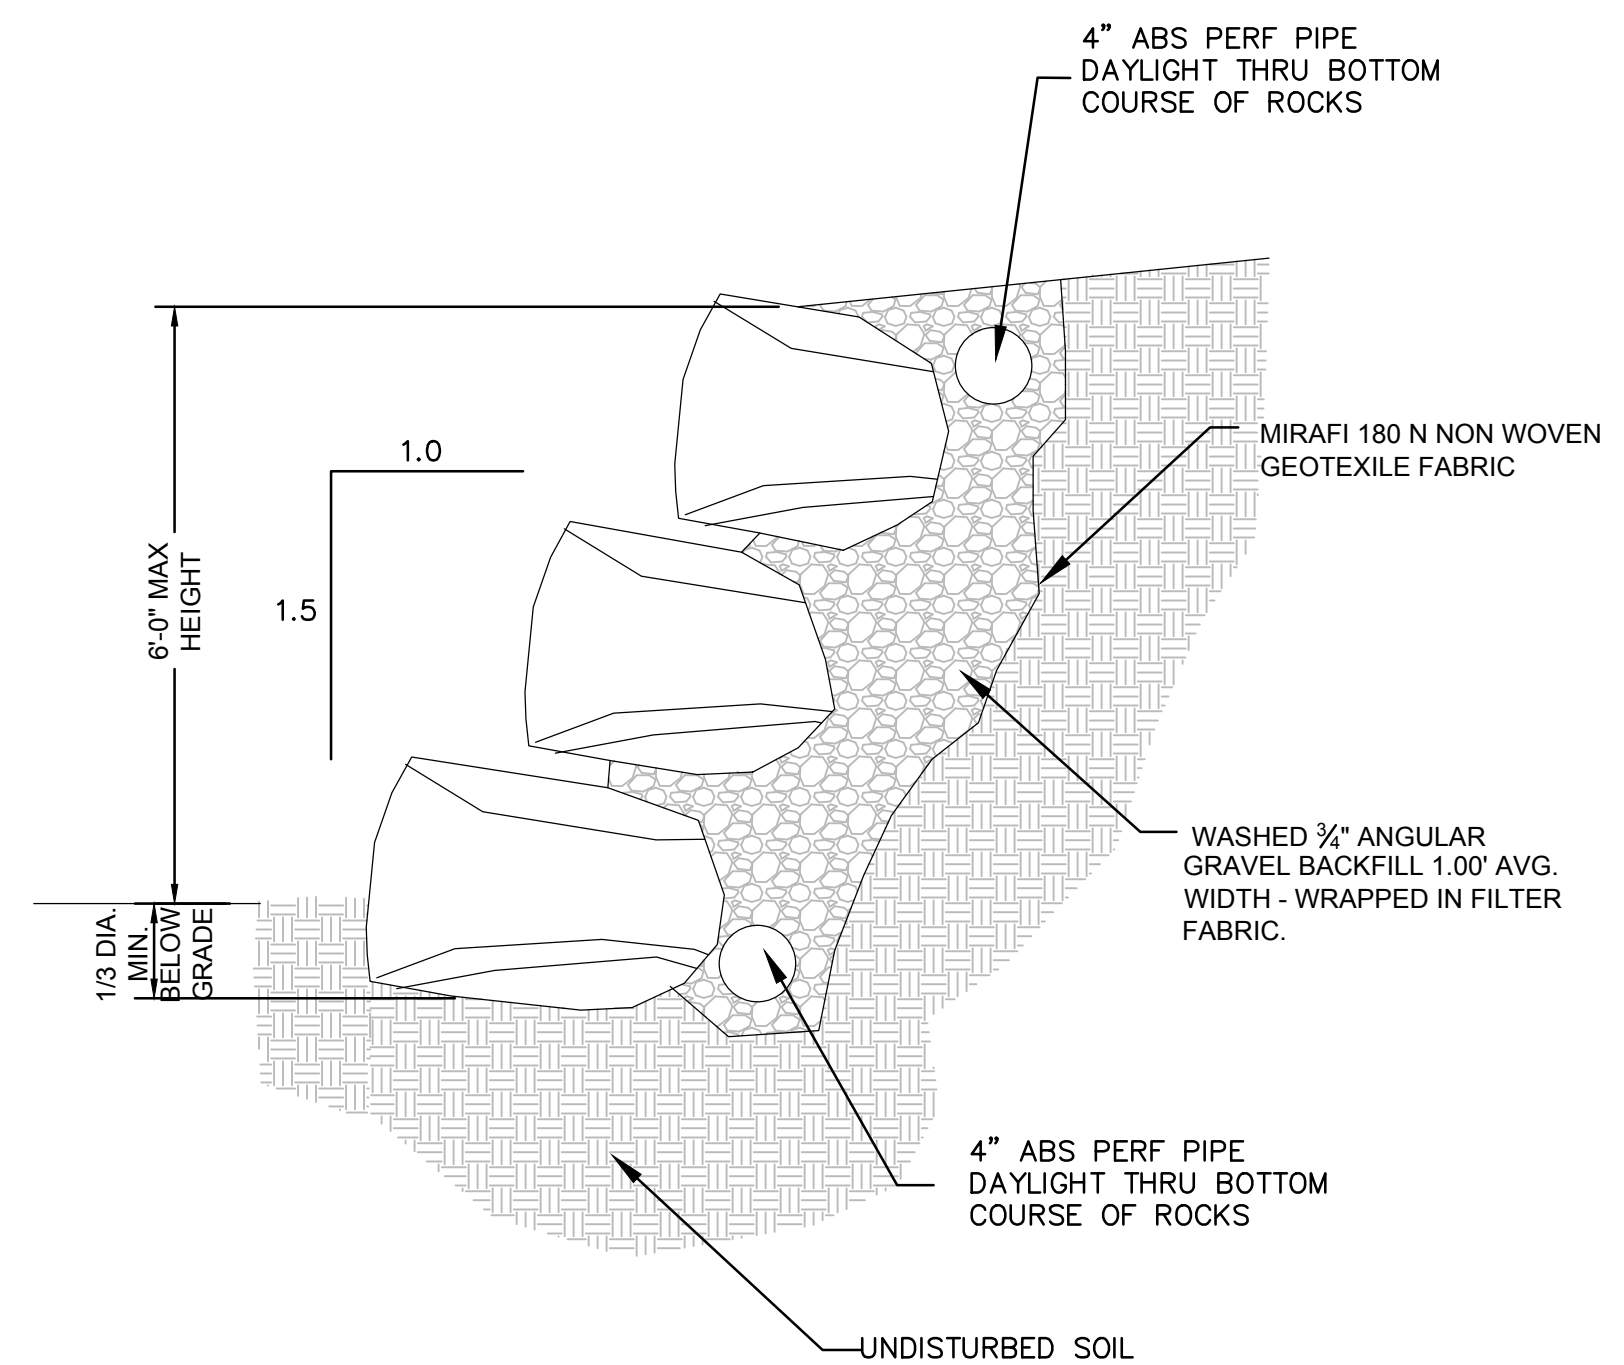 4” ABS PERF PIPE
DAYLIGHT THRU BOTTOM
COURSE OF ROCKS
MIRAFI 180 N NON WOVEN
GEOTEXILE FABRIC
1.0
1.5
6'-0" MAX
HEIGHT
WASHED ¾" ANGULAR
GRAVEL BACKFILL 1.00' AVG.
WIDTH - WRAPPED IN FILTER
FABRIC.
1/3 DIA.
MIN.
BELOW
GRADE
4” ABS PERF PIPE
DAYLIGHT THRU BOTTOM
COURSE OF ROCKS
UNDISTURBED SOIL